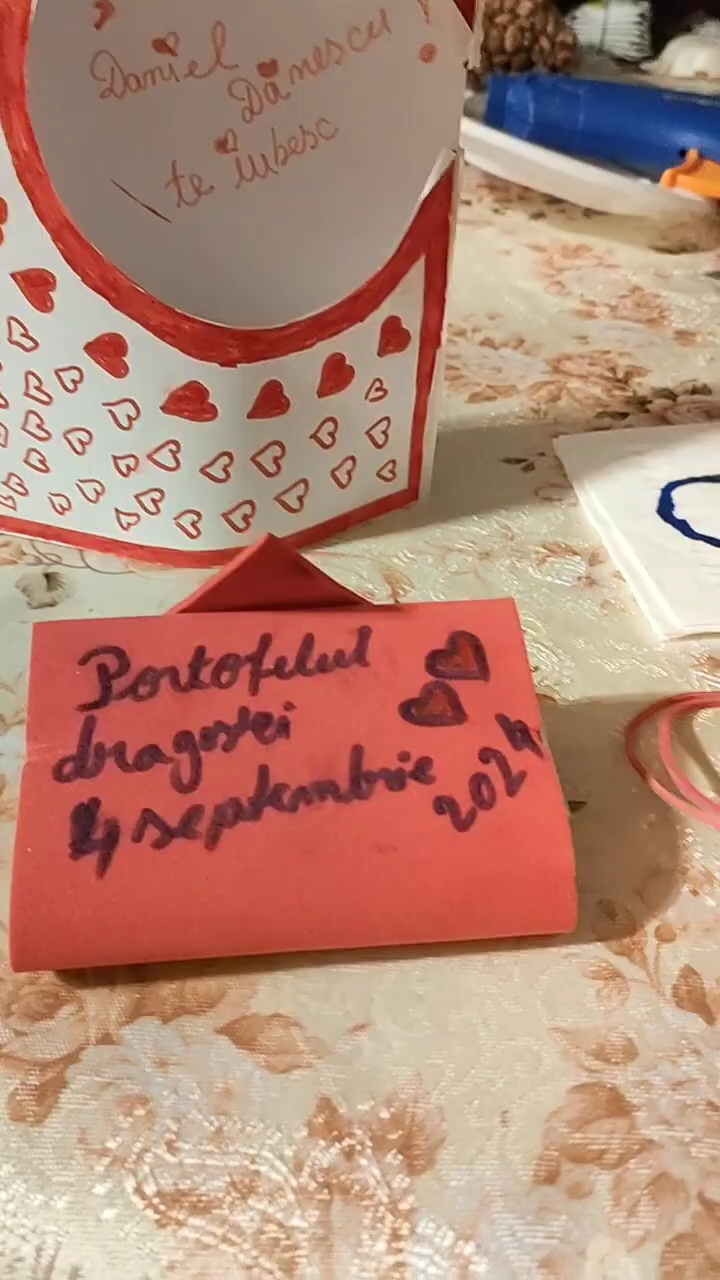 Daniel
Dănescu !
te iubesc
Portofelul
dragostei
4 septembrie 2024